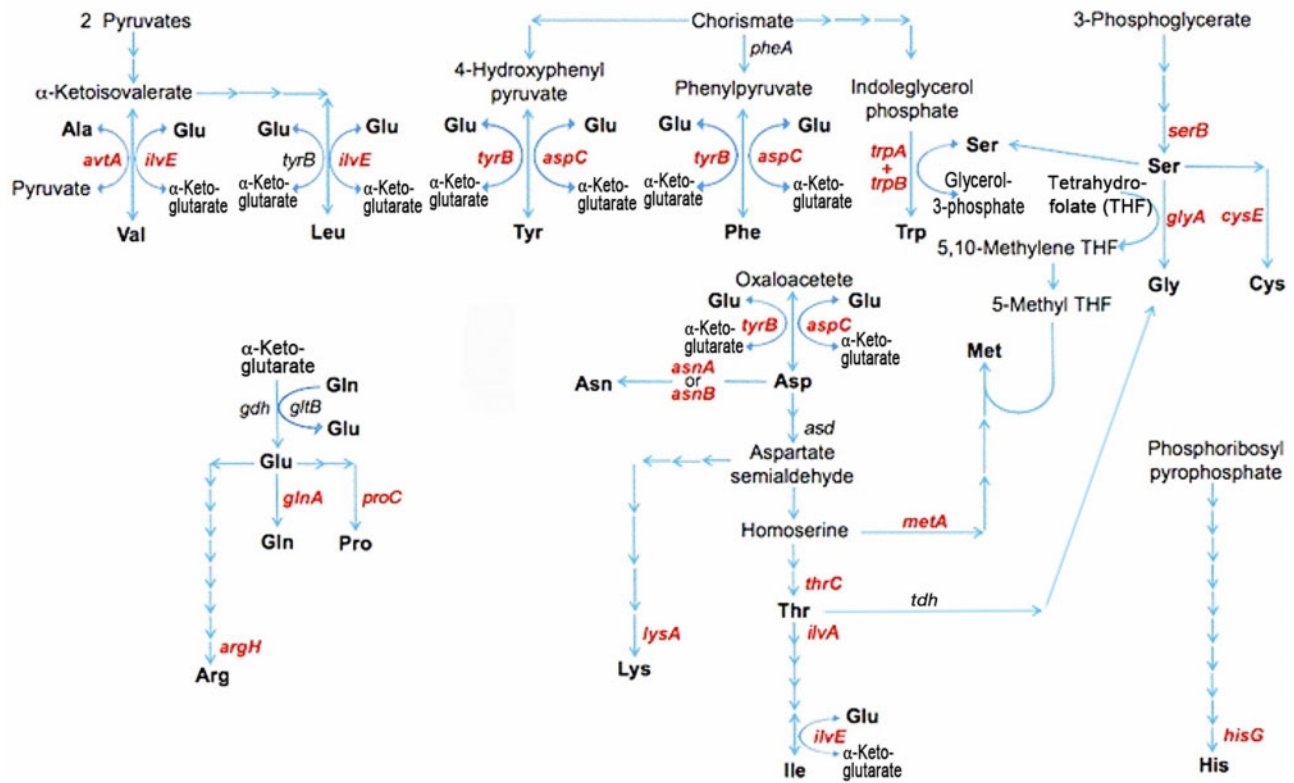 2 Pyruvates
α-Ketoisovalerate
Ala
Glu
avtA
ilvE
Pyruvate
α-Keto-
glutarate
Val
Glu
Glu
tyrB
ilvE
α-Keto-
glutarate
α-Keto-
glutarate
Leu
Chorismate
pheA
4-Hydroxyphenyl
pyruvate
Glu
Glu
tyrB
aspC
α-Keto-
glutarate
α-Keto-
glutarate
Tyr
Phenylpyruvate
Glu
Glu
tyrB
aspC
α-Keto-
glutarate
α-Keto-
glutarate
Phe
Indoleglycerol
phosphate
trpA
+
trpB
Ser
Glycerol-
3-phosphate
Trp
3-Phosphoglycerate
serB
Ser
Tetrahydro-
folate (THF)
glyA
cysE
5,10-Methylene THF
5-Methyl THF
Gly
Cys
Met
Oxaloacetete
Glu
Glu
tyrB
aspC
α-Keto-
glutarate
α-Keto-
glutarate
Asn
asnA
or
asnB
Asp
asd
Aspartate
semialdehyde
Homoserine
metA
thrC
Thr
tdh
ilvA
lysA
Lys
Glu
ilvE
α-Keto-
glutarate
Ile
α-Keto-
glutarate
Gln
gdh
gltB
Glu
Glu
glnA
proC
Gln
Pro
argH
Arg
Phosphoribosyl
pyrophosphate
hisG
His